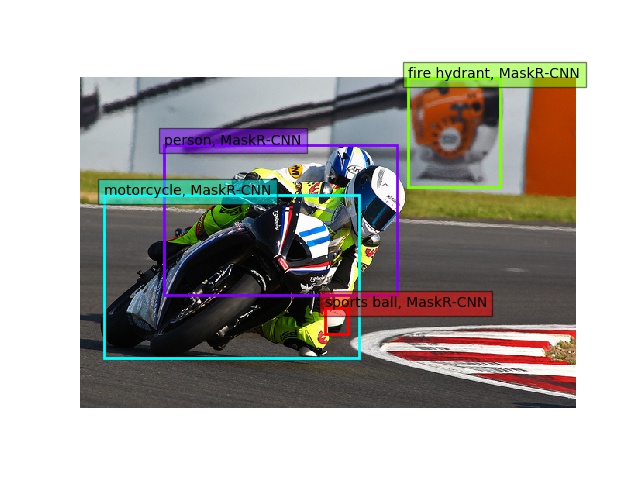 fire hydrant, MaskR-CNN
person, MaskR-CNN
motorcycle, MaskR-CNN
sports ball, MaskR-CNN